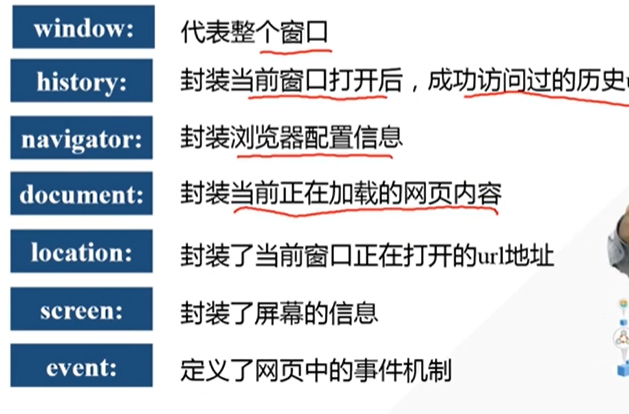 window: 代表整个窗口
history: 封装当前窗口打开后，成功访问过的历史
navigator: 封装浏览器配置信息
document: 封装当前正在加载的网页内容
location: 封装了当前窗口正在打开的url地址
screen: 封装了屏幕的信息
event: 定义了网页中的事件机制